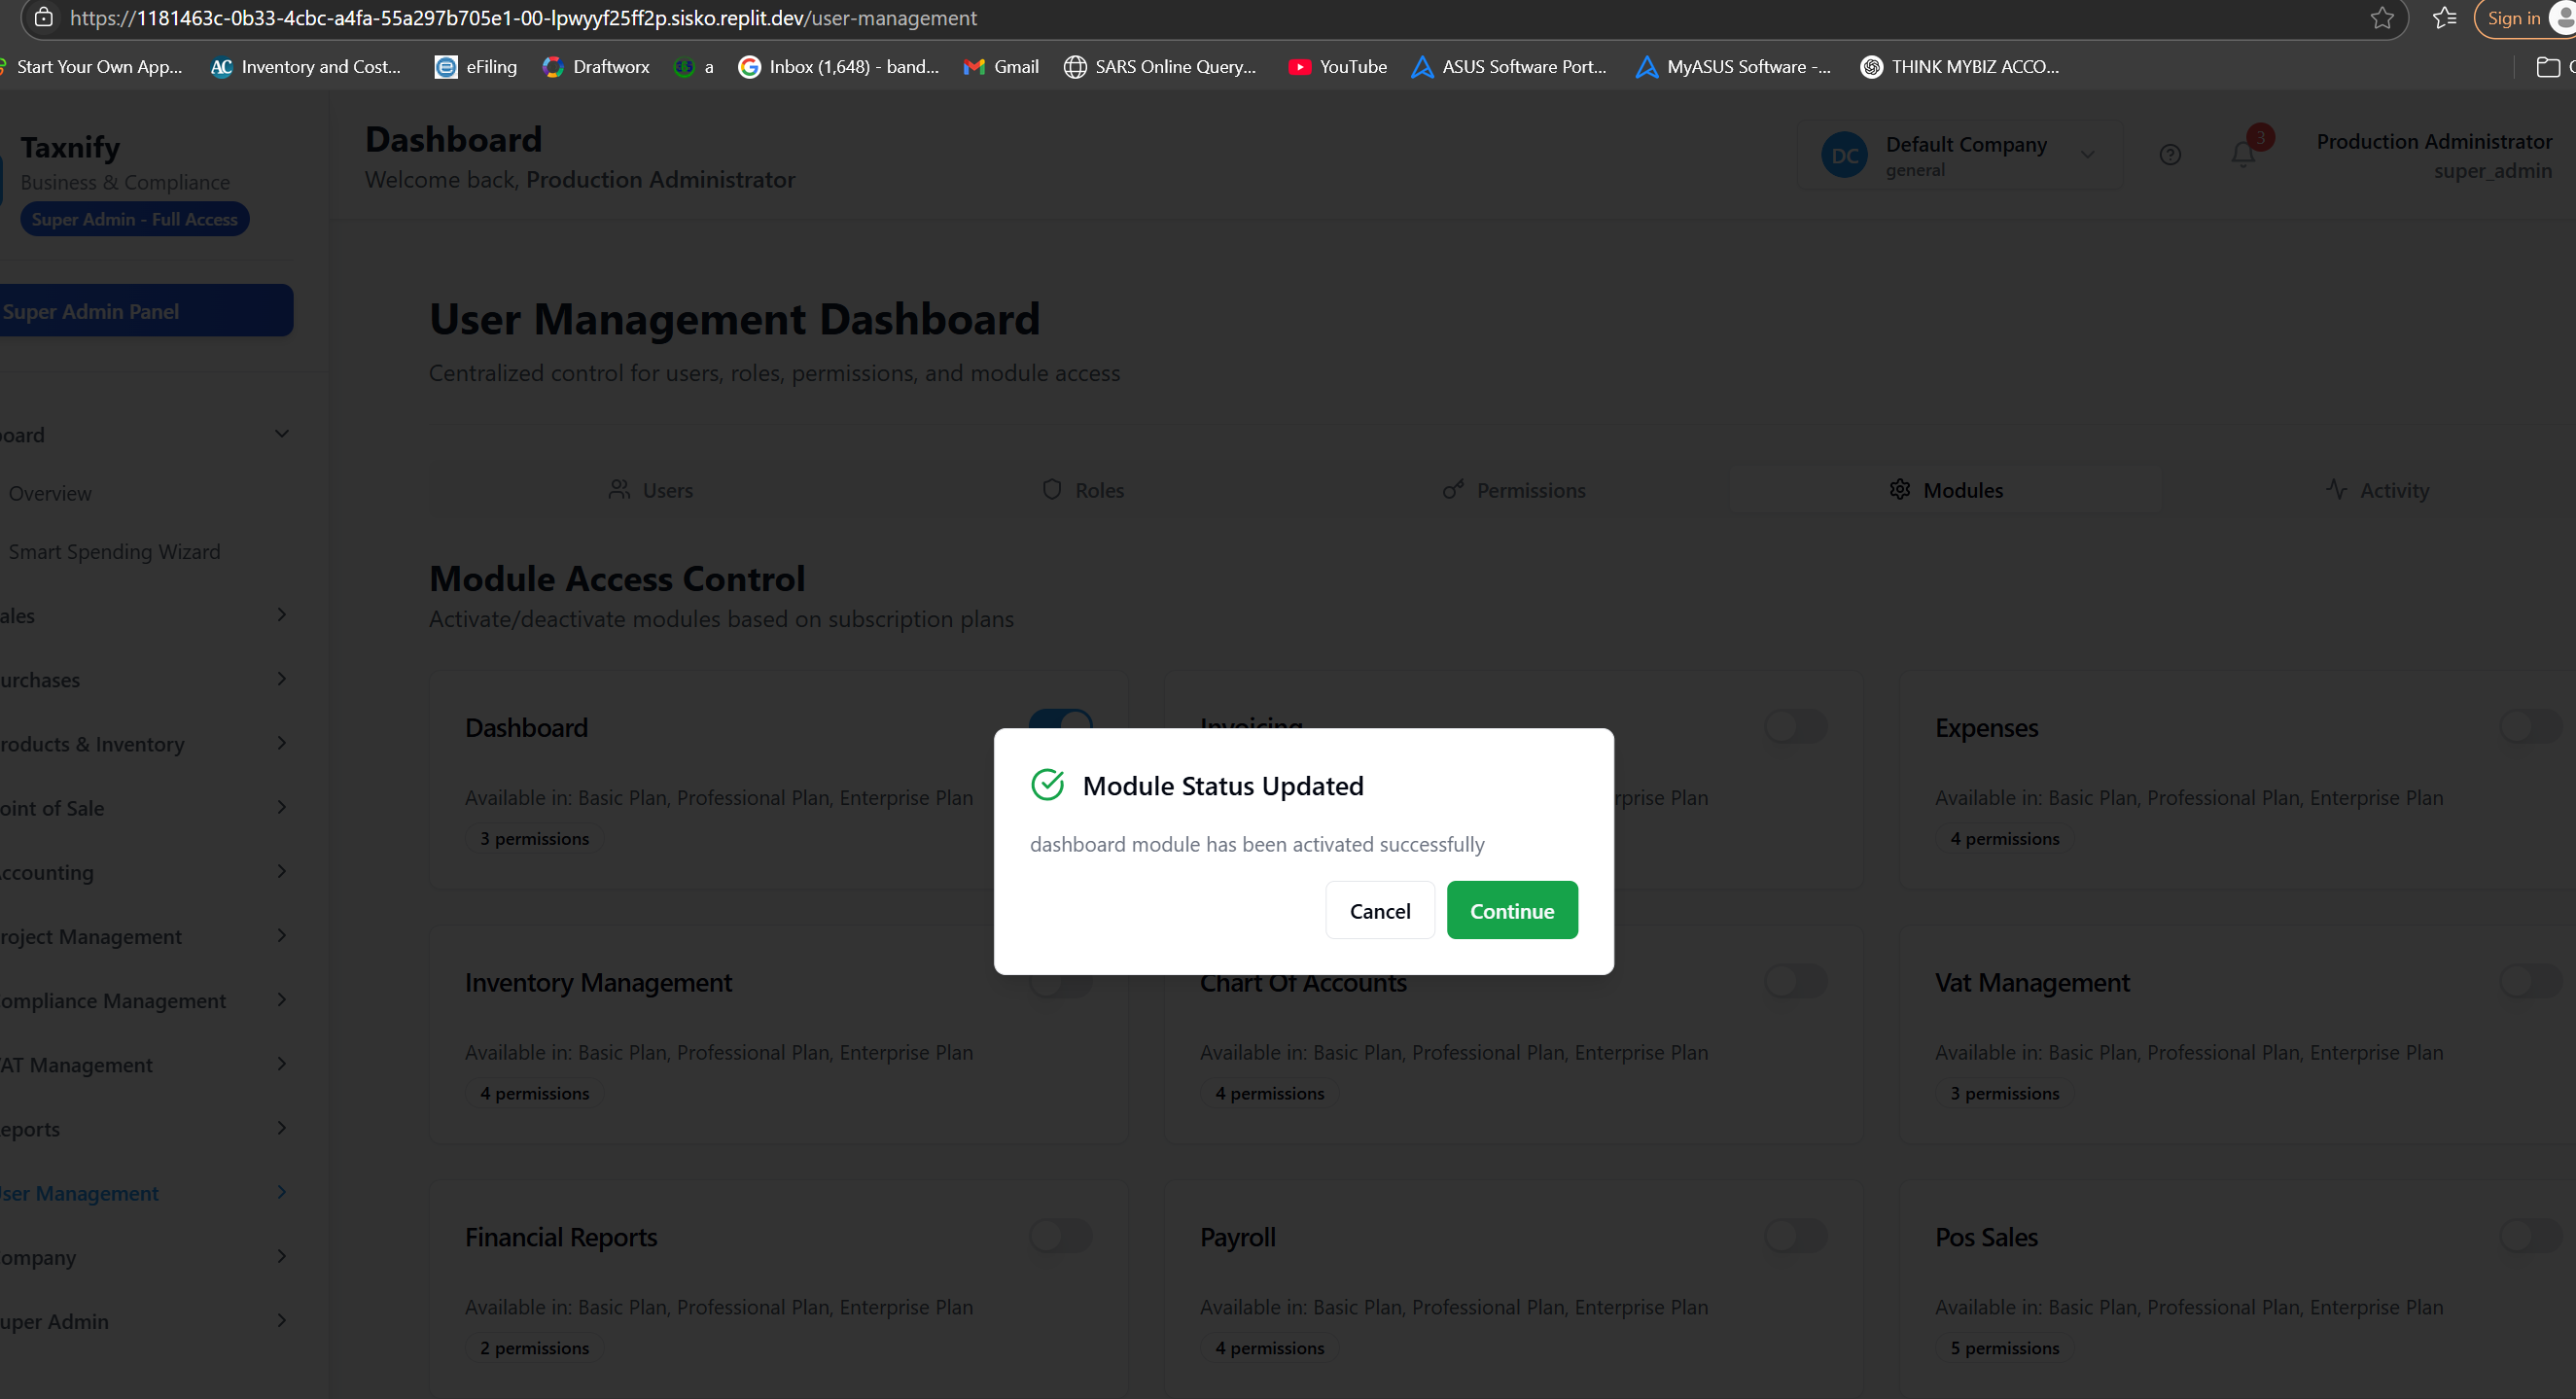 https://1181463c-0b33-4cbc-a4fa-55a297b705e1-00-lpwyyf25ff2p.sisko.replit.dev/user-management
Sign in
Start Your Own App...
AC Inventory and Cost...
eFiling
Draftworx
a
Inbox (1,648) - band...
Gmail
SARS Online Query...
YouTube
ASUS Software Port...
MyASUS Software -...
THINK MYBIZ ACCO...
Taxnify
Business & Compliance
Super Admin - Full Access
Super Admin Panel
oard
Overview
Smart Spending Wizard
ales
urchases
roducts & Inventory
oint of Sale
ccounting
roject Management
ompliance Management
AT Management
eports
ser Management
ompany
uper Admin
Dashboard
Welcome back, Production Administrator
DC
Default Company
general
3
Production Administrator
super_admin
User Management Dashboard
Centralized control for users, roles, permissions, and module access
Users
Roles
Permissions
Modules
Activity
Module Access Control
Activate/deactivate modules based on subscription plans
Dashboard
Available in: Basic Plan, Professional Plan, Enterprise Plan
3 permissions
Invoicing
rprise Plan
Expenses
Available in: Basic Plan, Professional Plan, Enterprise Plan
4 permissions
Module Status Updated
dashboard module has been activated successfully
Cancel
Continue
Inventory Management
Available in: Basic Plan, Professional Plan, Enterprise Plan
4 permissions
Chart Of Accounts
Available in: Basic Plan, Professional Plan, Enterprise Plan
4 permissions
Vat Management
Available in: Basic Plan, Professional Plan, Enterprise Plan
3 permissions
Financial Reports
Available in: Basic Plan, Professional Plan, Enterprise Plan
2 permissions
Payroll
Available in: Basic Plan, Professional Plan, Enterprise Plan
4 permissions
Pos Sales
Available in: Basic Plan, Professional Plan, Enterprise Plan
5 permissions